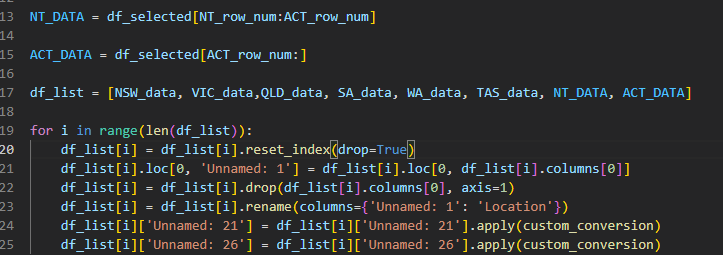 13 NT_DATA = df_selected[NT_row_num:ACT_row_num]
14
15 ACT_DATA = df_selected[ACT_row_num:]
16
17 df_list = [NSW_data, VIC_data,QLD_data, SA_data, WA_data, TAS_data, NT_DATA, ACT_DATA]
18
19 for i in range(len(df_list)):
20     df_list[i] = df_list[i].reset_index(drop=True)
21     df_list[i].loc[0, 'Unnamed: 1'] = df_list[i].loc[0, df_list[i].columns[0]]
22     df_list[i] = df_list[i].drop(df_list[i].columns[0], axis=1)
23     df_list[i] = df_list[i].rename(columns={'Unnamed: 1': 'Location'})
24     df_list[i]['Unnamed: 21'] = df_list[i]['Unnamed: 21'].apply(custom_conversion)
25     df_list[i]['Unnamed: 26'] = df_list[i]['Unnamed: 26'].apply(custom_conversion)